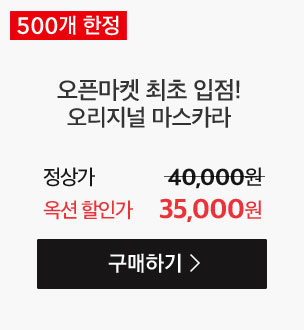 500개 한정
오픈마켓 최초 입점!
오리지널 마스카라
정상가 40,000원
옥션 할인가 35,000원
구매하기 >